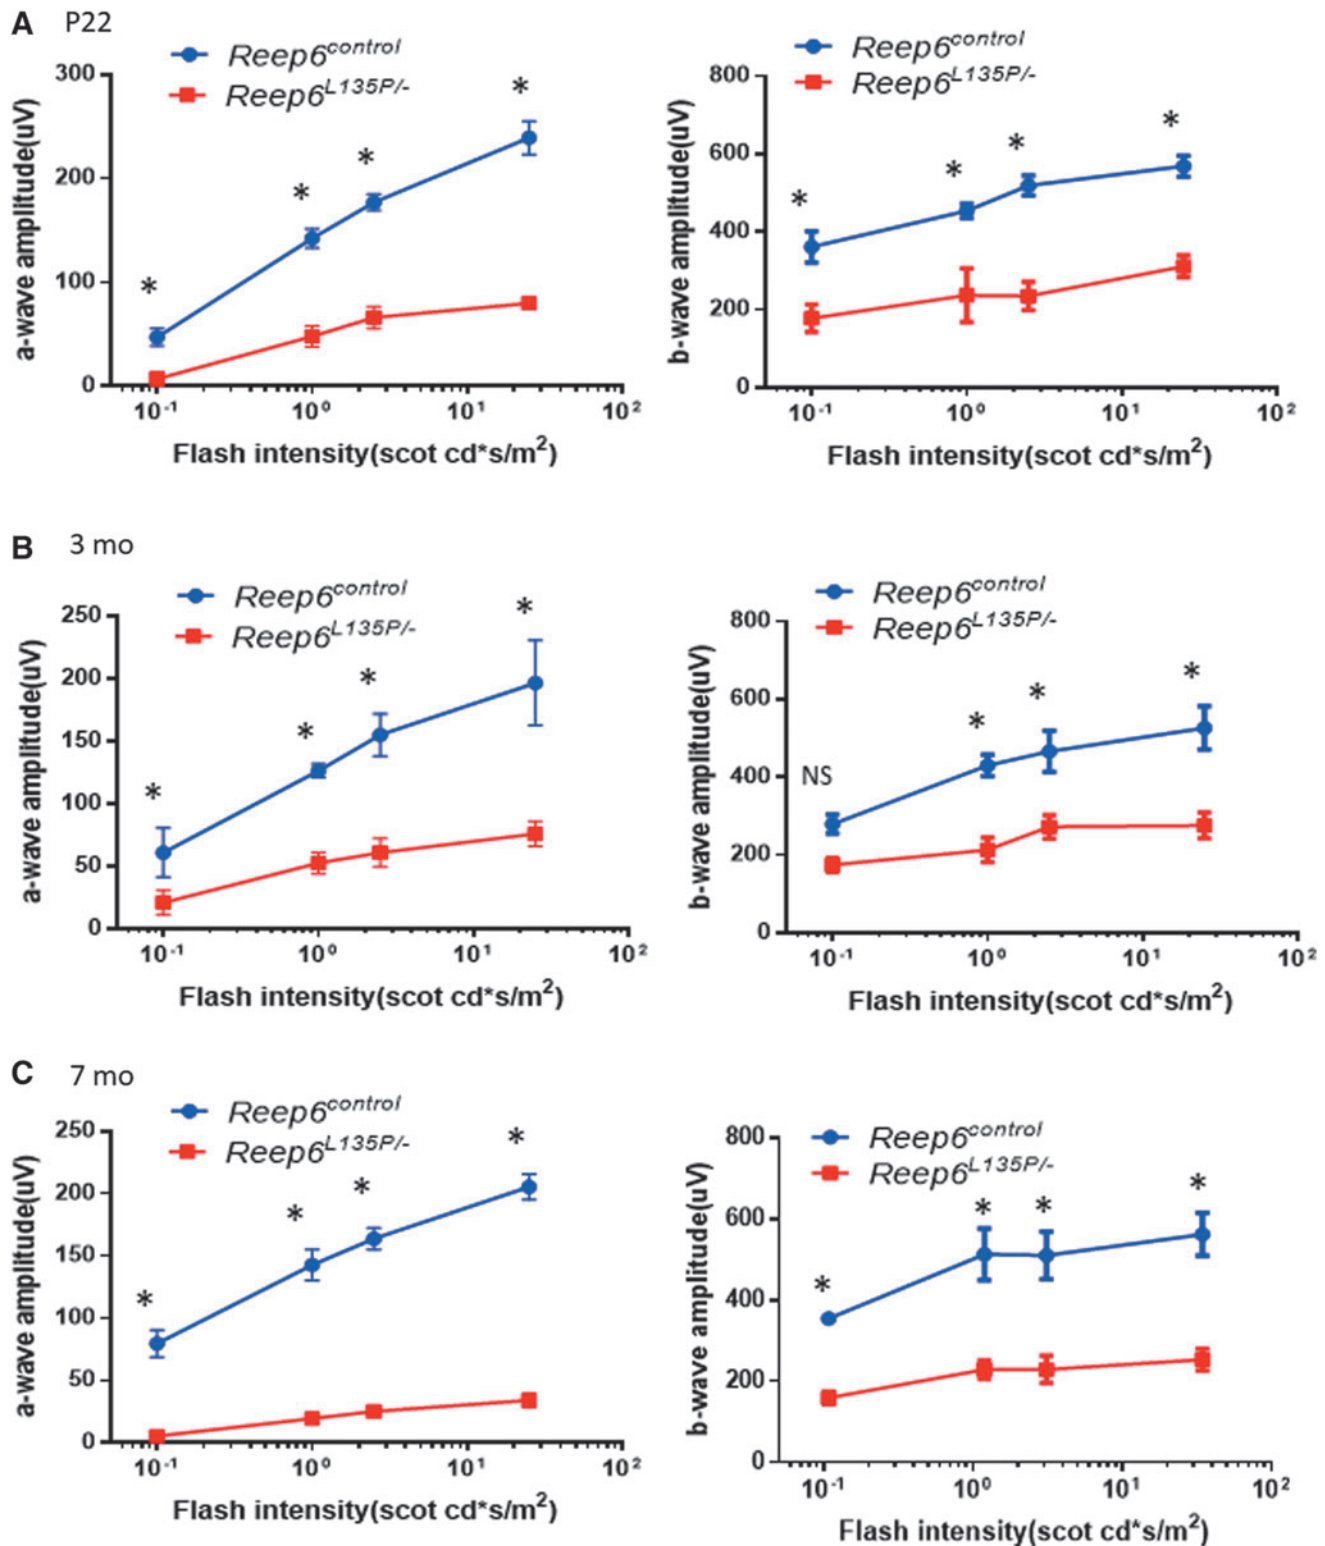 A P22
Reep6control
Reep6L135P/-
*
*
*
*
300
200
100
0
a-wave amplitude(uV)
10-1 100 101 102
Flash intensity(scot cd*s/m2)
Reep6control
Reep6L135P/-
*
*
*
*
800
600
400
200
0
b-wave amplitude(uV)
10-1 100 101 102
Flash intensity(scot cd*s/m2)
B 3 mo
Reep6control
Reep6L135P/-
*
*
*
*
250
200
150
100
50
0
a-wave amplitude(uV)
10-1 100 101 102
Flash intensity(scot cd*s/m2)
Reep6control
Reep6L135P/-
*
*
*
NS
800
600
400
200
0
b-wave amplitude(uV)
10-1 100 101 102
Flash intensity(scot cd*s/m2)
C 7 mo
Reep6control
Reep6L135P/-
*
*
*
*
250
200
150
100
50
0
a-wave amplitude(uV)
10-1 100 101 102
Flash intensity(scot cd*s/m2)
Reep6control
Reep6L135P/-
*
*
*
*
800
600
400
200
0
b-wave amplitude(uV)
10-1 100 101 102
Flash intensity(scot cd*s/m2)